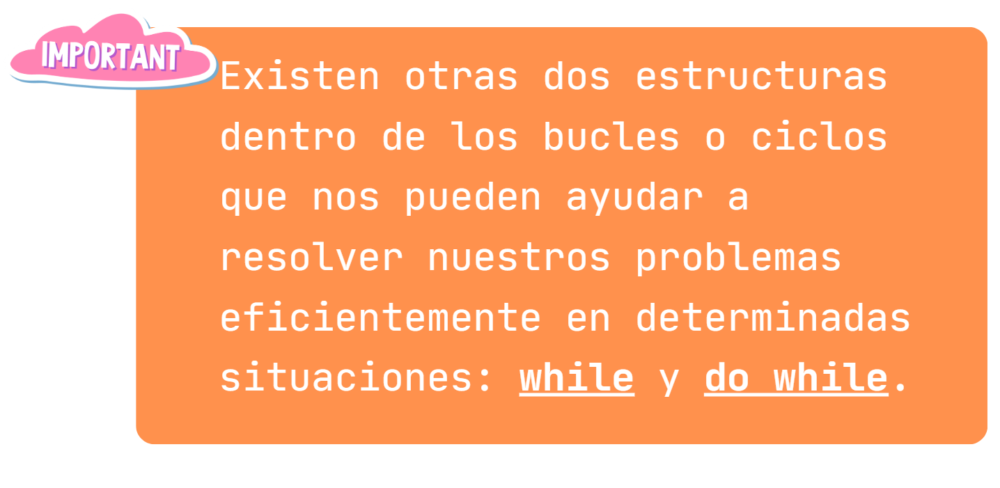 IMPORTANT
Existen otras dos estructuras
dentro de los bucles o ciclos
que nos pueden ayudar a
resolver nuestros problemas
eficientemente en determinadas
situaciones: while y do while.